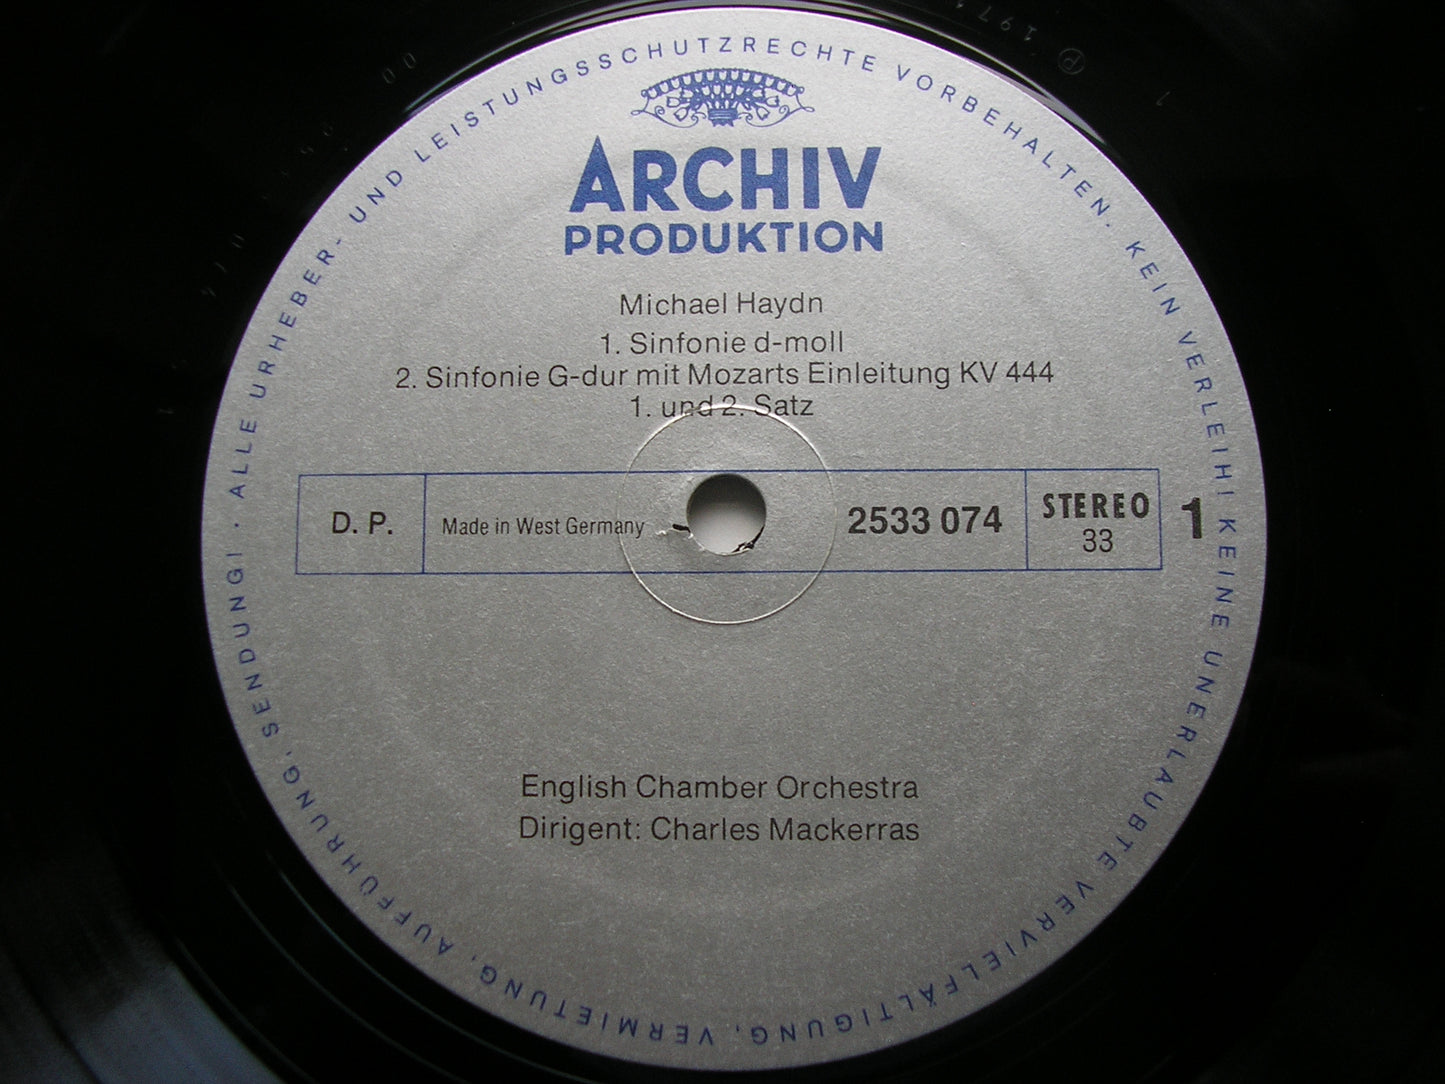 ALLE URHEBER- UND LEISTUNGSSCHUTZRECHTE VORBEHALTEN. KEIN VERLEIH! KEINE UNERLAUBTE VERVIELFÄLTIGUNG, VERMIETUNG, AUFFÜHRUNG, SENDUNG! ·
ARCHIV
PRODUKTION
Michael Haydn
1. Sinfonie d-moll
2. Sinfonie G-dur mit Mozarts Einleitung KV 444
1. und 2. Satz
D. P.
Made in West Germany
2533 074
STEREO
33
1
English Chamber Orchestra
Dirigent: Charles Mackerras
℗ 1971